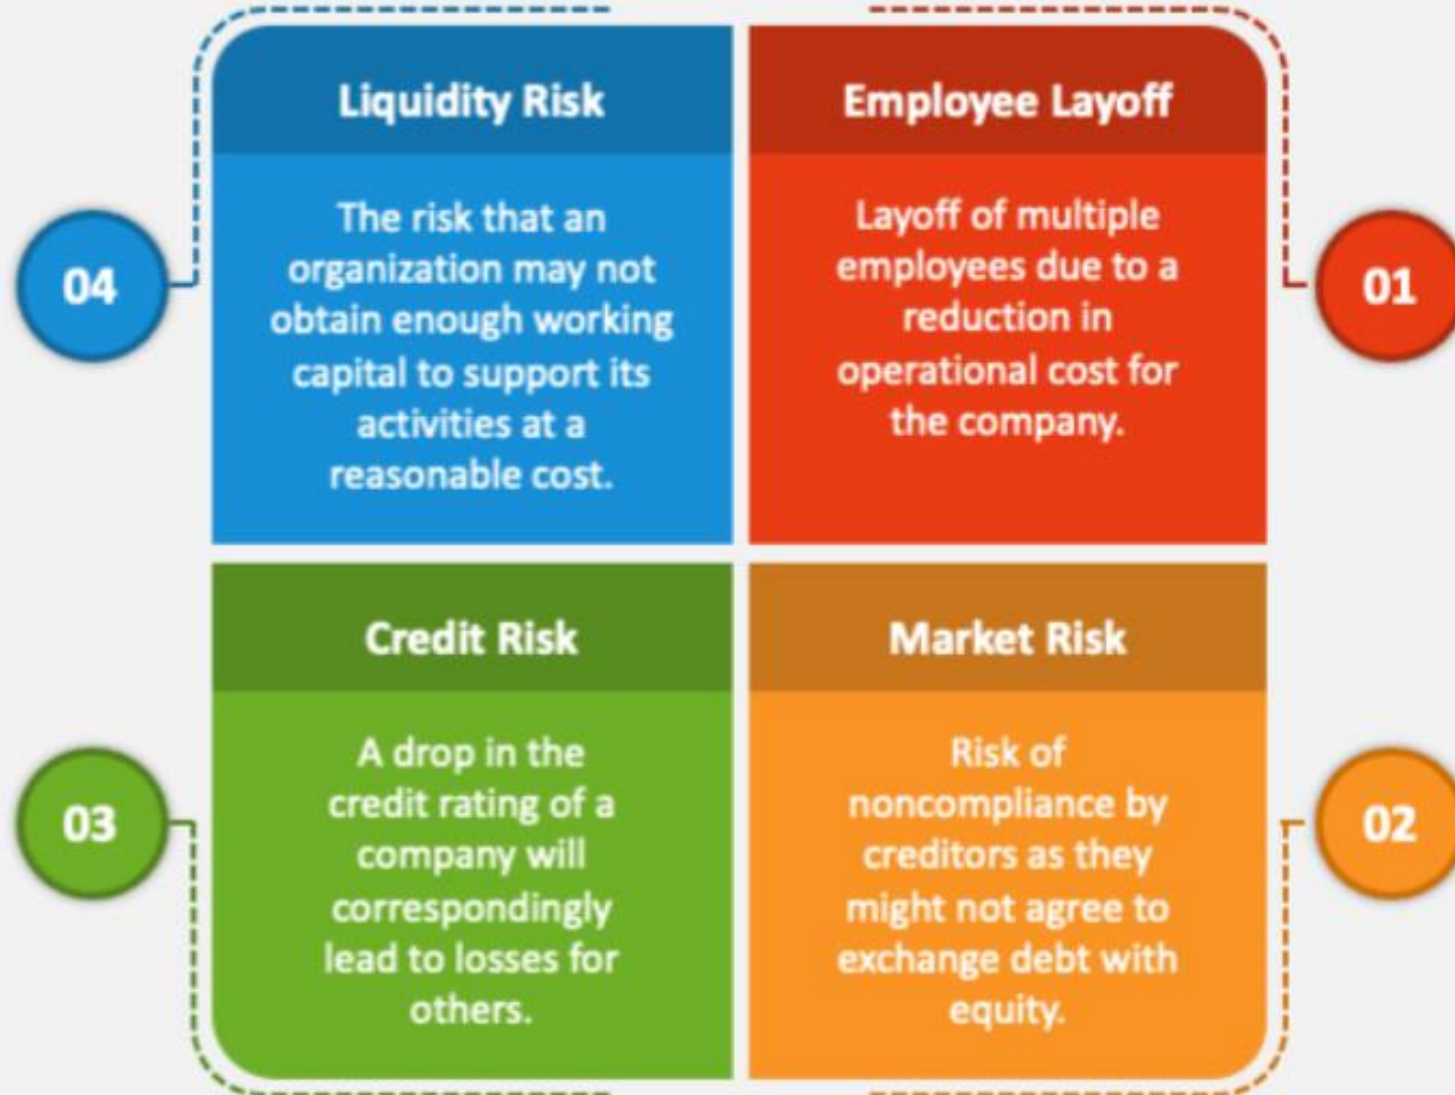 Liquidity Risk
The risk that an
organization may not
obtain enough working
capital to support its
activities at a
reasonable cost.
04
Employee Layoff
Layoff of multiple
employees due to a
reduction in
operational cost for
the company.
01
Credit Risk
A drop in the
credit rating of a
company will
correspondingly
lead to losses for
others.
03
Market Risk
Risk of
noncompliance by
creditors as they
might not agree to
exchange debt with
equity.
02